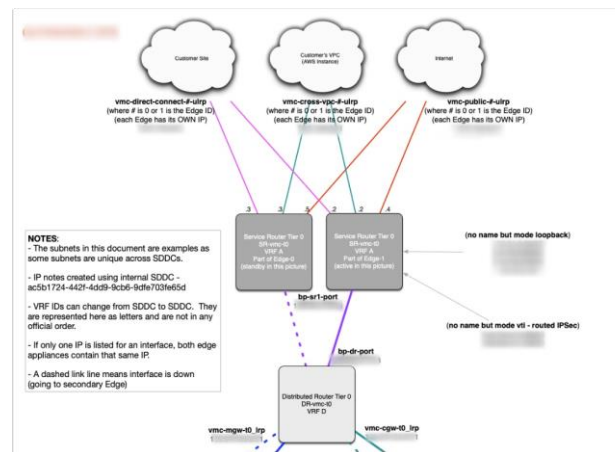 Customer Site
Customer's VPC
(AWS instance)
Internet
vmc-direct-connect-#-ulrp
(where # is 0 or 1 is the Edge ID)
(each Edge has its OWN IP)
vmc-cross-vpc-#-ulrp
(where # is 0 or 1 is the Edge ID)
(each Edge has its OWN IP)
vmc-public-#-ulrp
(where # is 0 or 1 is the Edge ID)
(each Edge has its OWN IP)
.3
.3
.5
.2
.2
.4
Service Router Tier 0
SR-vmc-t0
VRF A
Part of Edge-0
(standby in this picture)
Service Router Tier 0
SR-vmc-t0
VRF A
Part of Edge-1
(active in this picture)
(no name but mode loopback)
(no name but mode vti - routed IPSec)
NOTES:
- The subnets in this document are examples as
some subnets are unique across SDDCs.
- IP notes created using internal SDDC -
ac5b1724-442f-4dd9-9cb6-9dfe703fe65d
- VRF IDs can change from SDDC to SDDC. They
are represented here as letters and are not in any
official order.
- If only one IP is listed for an interface, both edge
appliances contain that same IP.
- A dashed link line means interface is down
(going to secondary Edge)
bp-sr1-port
bp-dr-port
Distributed Router Tier 0
DR-vmc-t0
VRF D
vmc-mgw-t0_lrp
vmc-cgw-t0_lrp